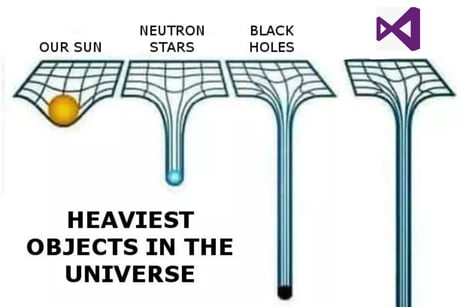 OUR SUN
NEUTRON
STARS
BLACK
HOLES
HEAVIEST
OBJECTS IN THE
UNIVERSE